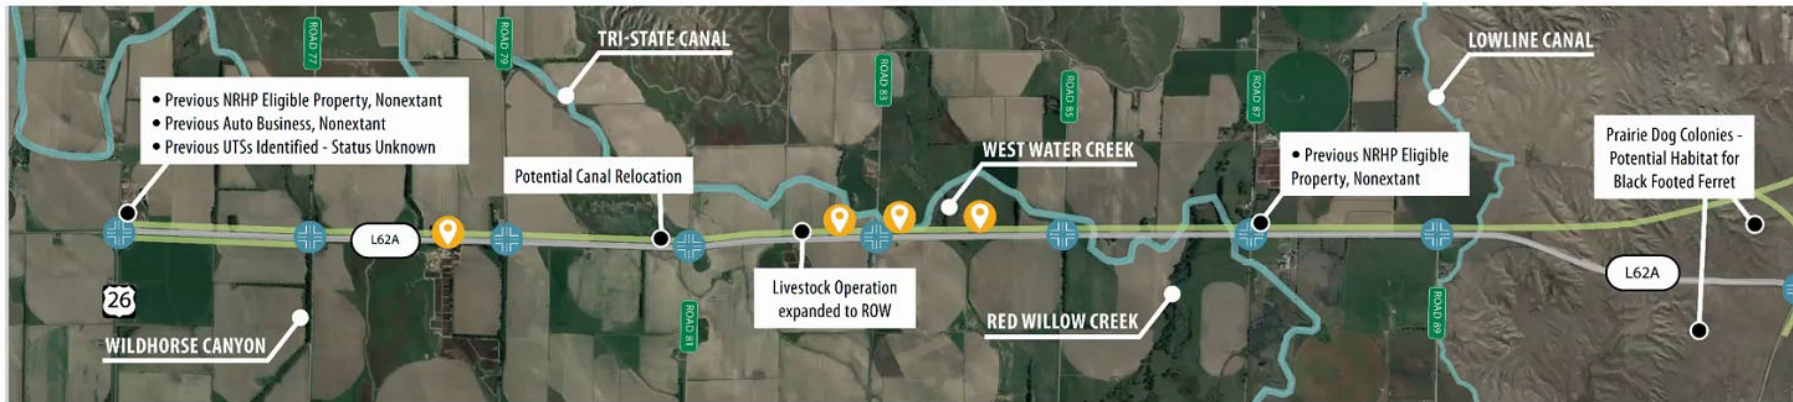 ROAD 77
ROAD 79
TRI-STATE CANAL
ROAD 83
ROAD 85
ROAD 87
LOWLINE CANAL
• Previous NRHP Eligible Property, Nonextant
• Previous Auto Business, Nonextant
• Previous UTSs Identified - Status Unknown
Potential Canal Relocation
WEST WATER CREEK
• Previous NRHP Eligible
Property, Nonextant
Prairie Dog Colonies -
Potential Habitat for
Black Footed Ferret
L62A
26
WILDHORSE CANYON
ROAD 81
Livestock Operation
expanded to ROW
RED WILLOW CREEK
ROAD 89
L62A